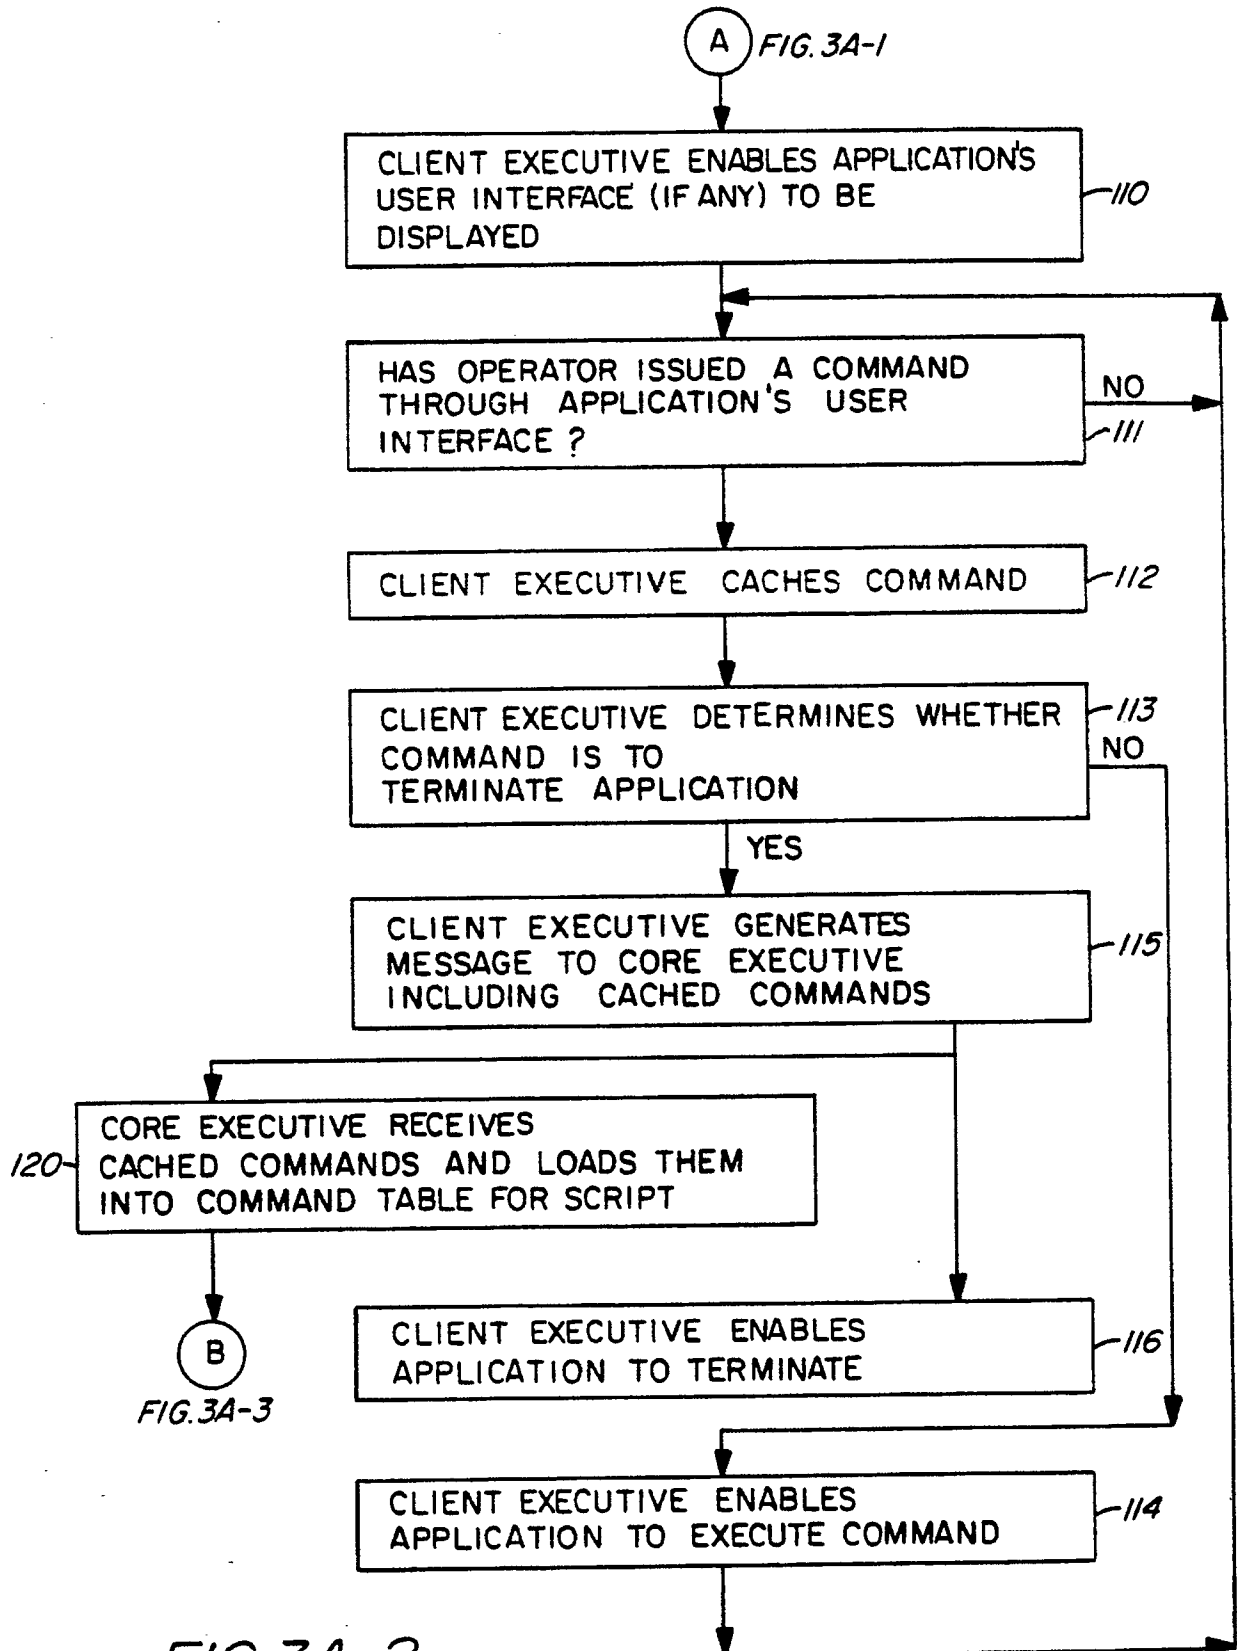 A FIG. 3A-1
CLIENT EXECUTIVE ENABLES APPLICATION'S
USER INTERFACE (IF ANY) TO BE
DISPLAYED
110
HAS OPERATOR ISSUED A COMMAND
THROUGH APPLICATION'S USER
INTERFACE ?
NO
111
CLIENT EXECUTIVE CACHES COMMAND
112
CLIENT EXECUTIVE DETERMINES WHETHER
COMMAND IS TO
TERMINATE APPLICATION
113
NO
YES
CLIENT EXECUTIVE GENERATES
MESSAGE TO CORE EXECUTIVE
INCLUDING CACHED COMMANDS
115
CORE EXECUTIVE RECEIVES
CACHED COMMANDS AND LOADS THEM
INTO COMMAND TABLE FOR SCRIPT
120
B
FIG. 3A-3
CLIENT EXECUTIVE ENABLES
APPLICATION TO TERMINATE
116
CLIENT EXECUTIVE ENABLES
APPLICATION TO EXECUTE COMMAND
114
FIG. 3A-2